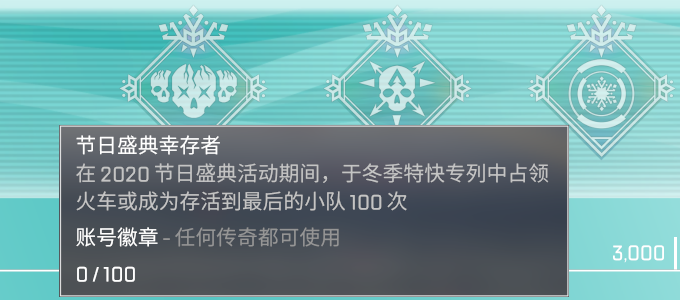 节日盛典幸存者
在 2020 节日盛典活动期间，于冬季特快专列中占领
火车或成为存活到最后的小队 100 次
账号徽章 - 任何传奇都可使用
0 / 100
3,000